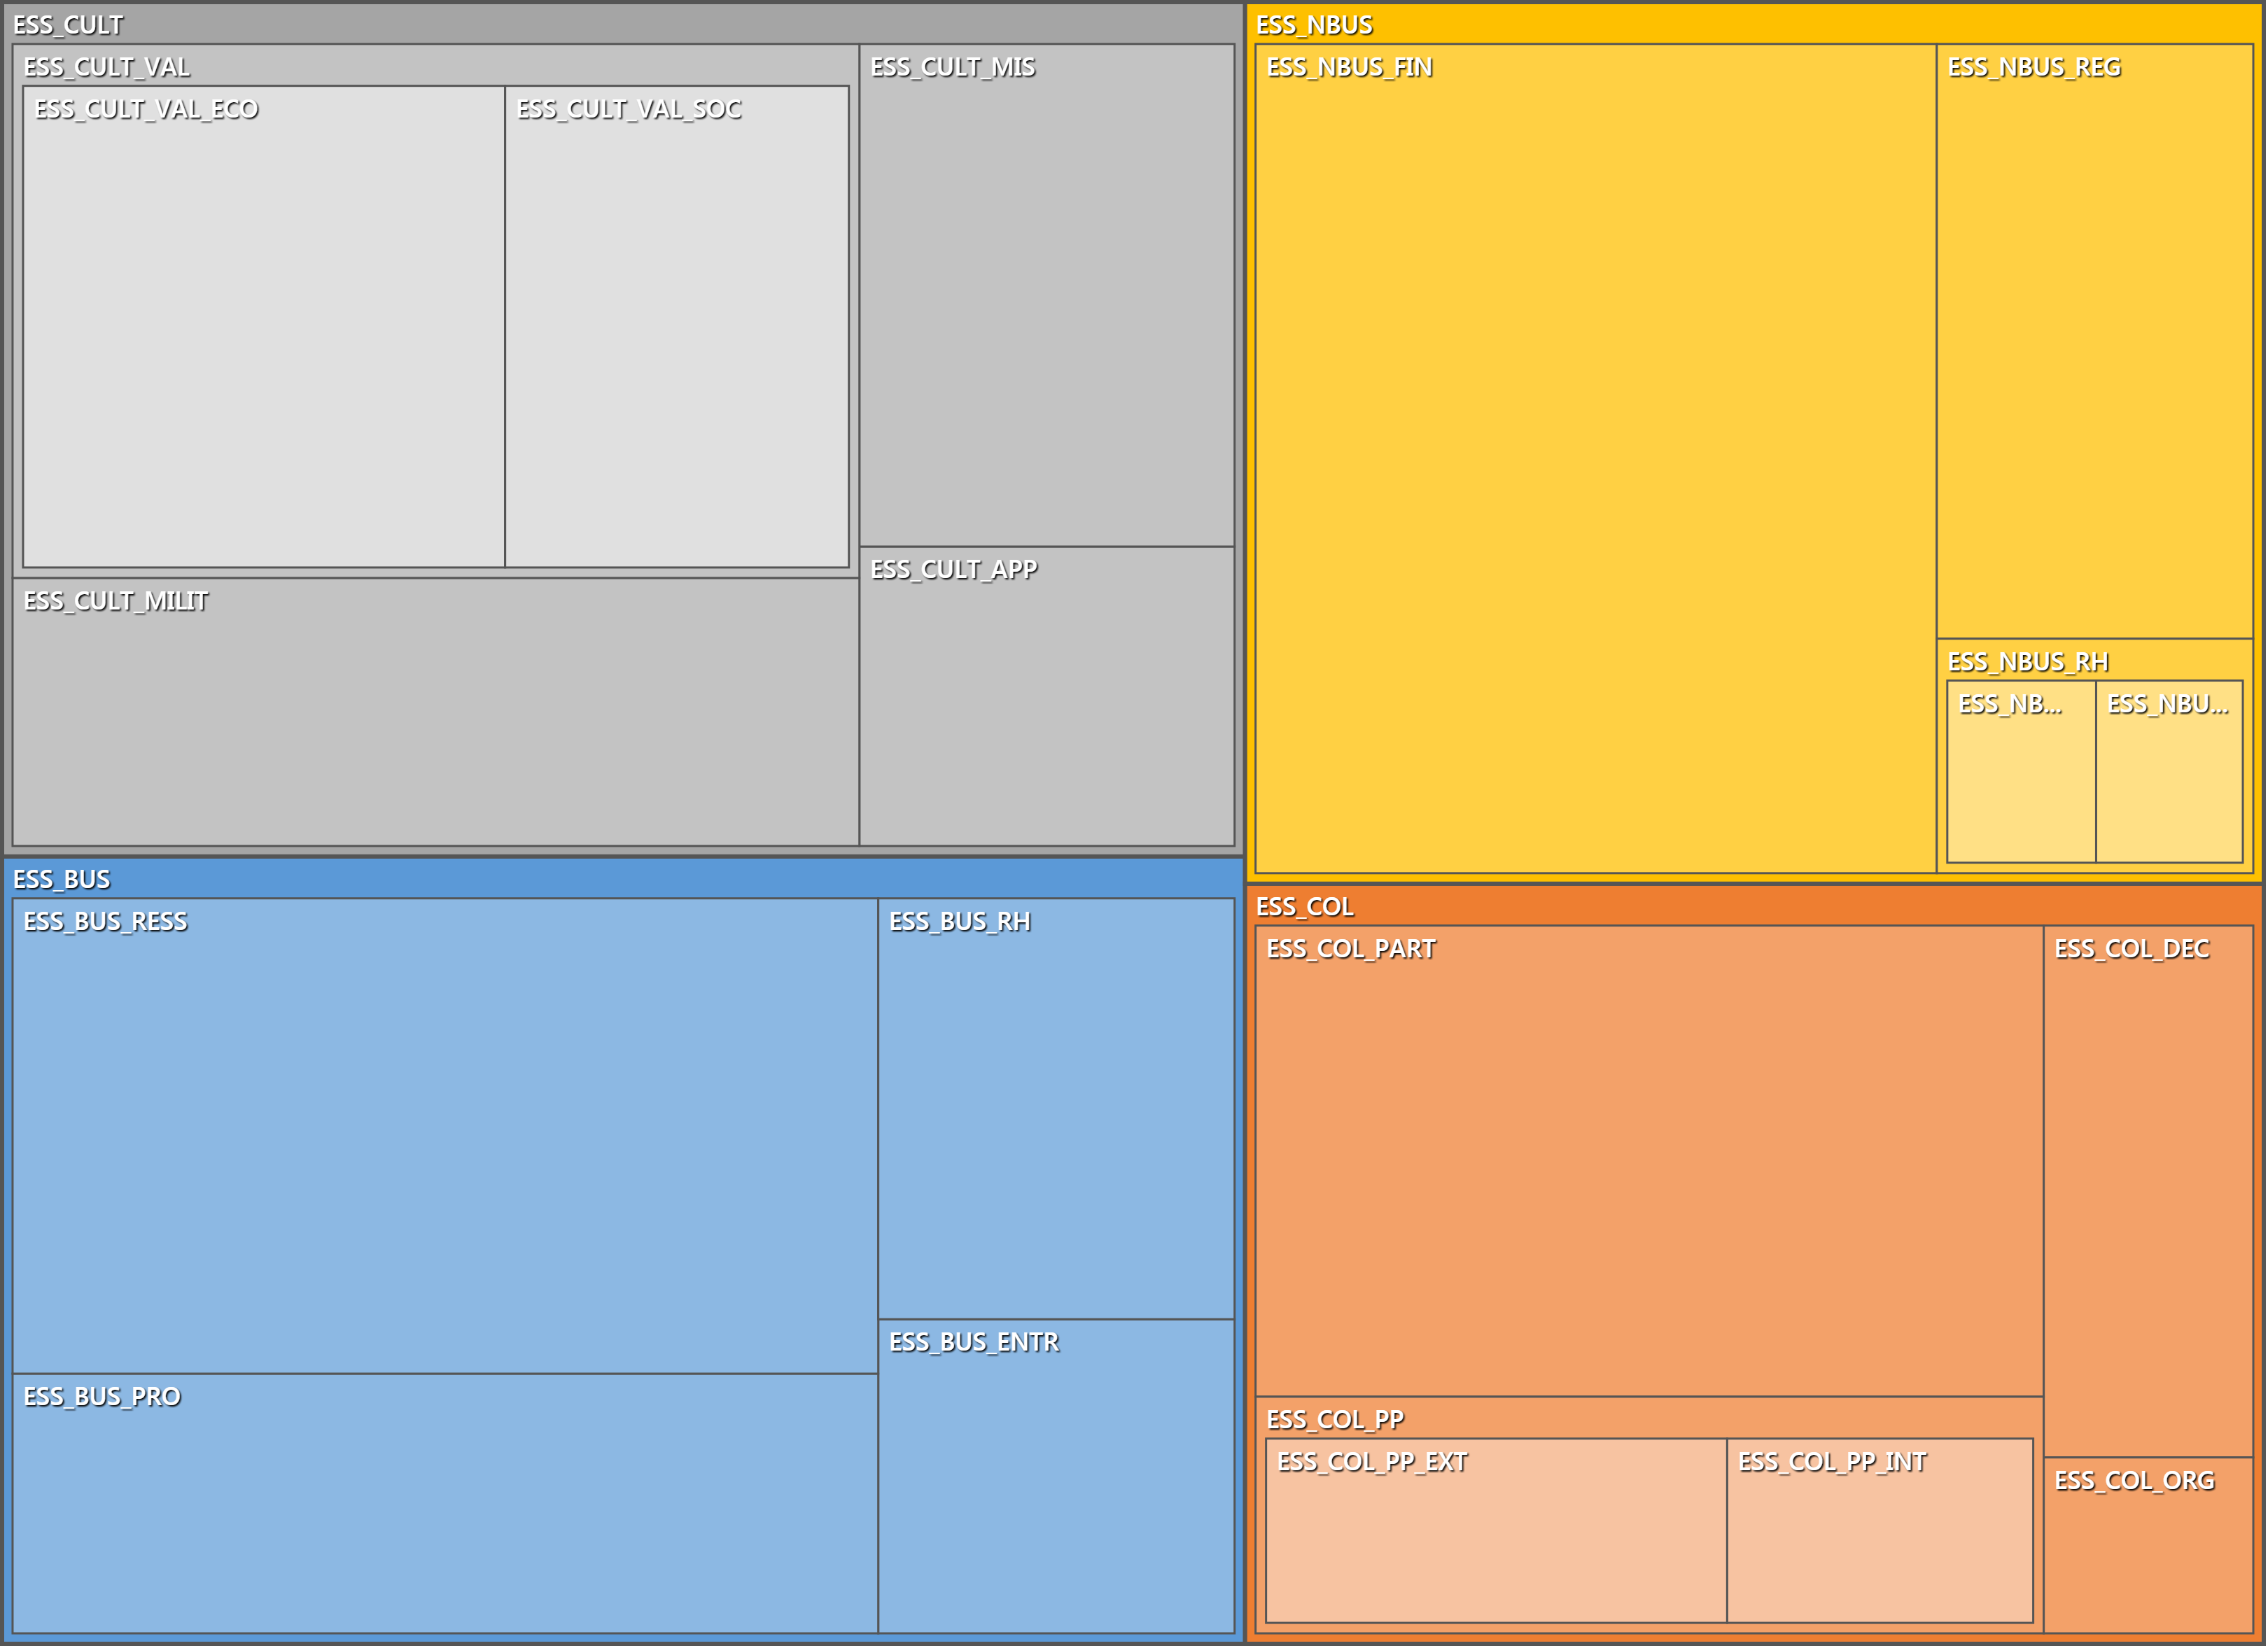 ESS_CULT
ESS_CULT_VAL
ESS_CULT_VAL_ECO
ESS_CULT_VAL_SOC
ESS_CULT_MIS
ESS_CULT_MILIT
ESS_CULT_APP
ESS_NBUS
ESS_NBUS_FIN
ESS_NBUS_REG
ESS_NBUS_RH
ESS_NB...
ESS_NBU...
ESS_BUS
ESS_BUS_RESS
ESS_BUS_RH
ESS_BUS_PRO
ESS_BUS_ENTR
ESS_COL
ESS_COL_PART
ESS_COL_DEC
ESS_COL_PP
ESS_COL_PP_EXT
ESS_COL_PP_INT
ESS_COL_ORG